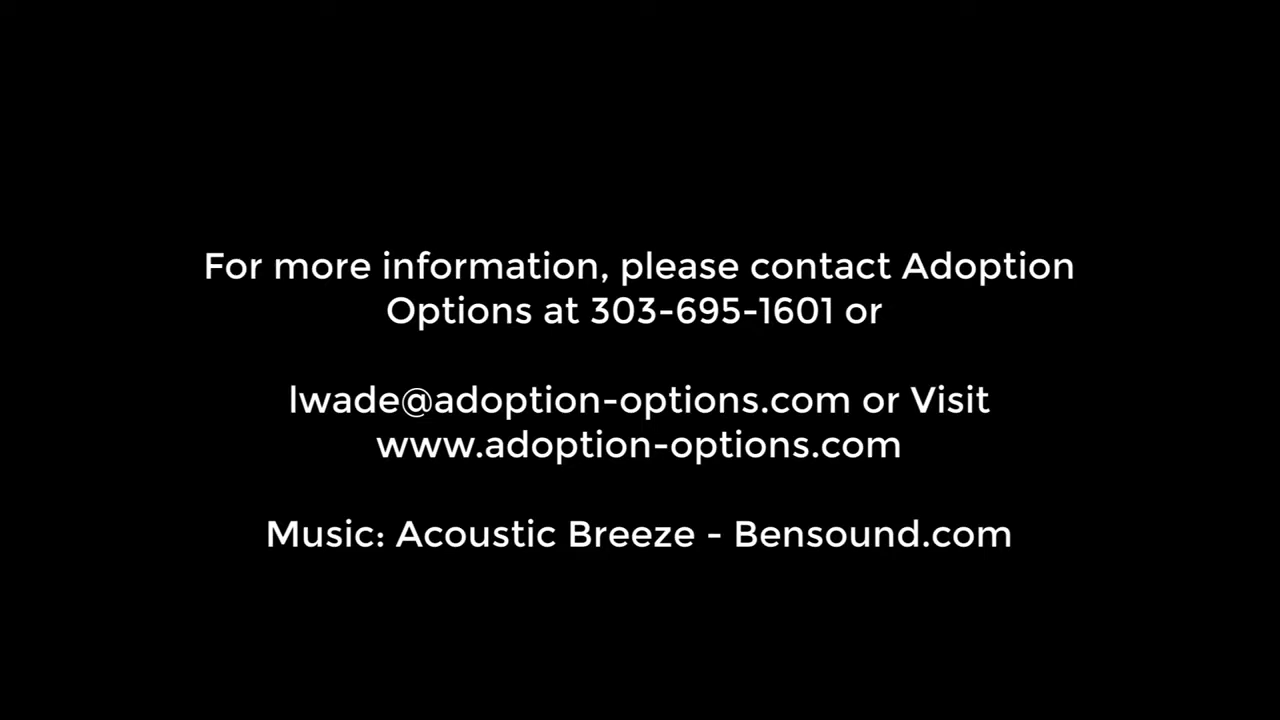 For more information, please contact Adoption
Options at 303-695-1601 or
lwade@adoption-options.com or Visit
www.adoption-options.com
Music: Acoustic Breeze - Bensound.com